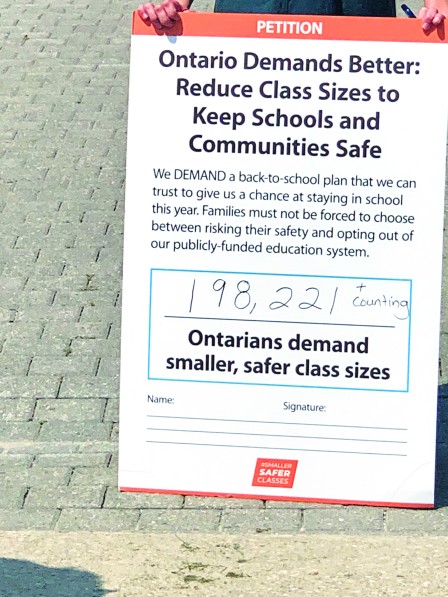 PETITION
Ontario Demands Better:
Reduce Class Sizes to
Keep Schools and
Communities Safe
We DEMAND a back-to-school plan that we can
trust to give us a chance at staying in school
this year. Families must not be forced to choose
between risking their safety and opting out of
our publicly-funded education system.
198,221 + Counting
Ontarians demand
smaller, safer class sizes
Name: Signature:
#SMALLER
SAFER
CLASSES